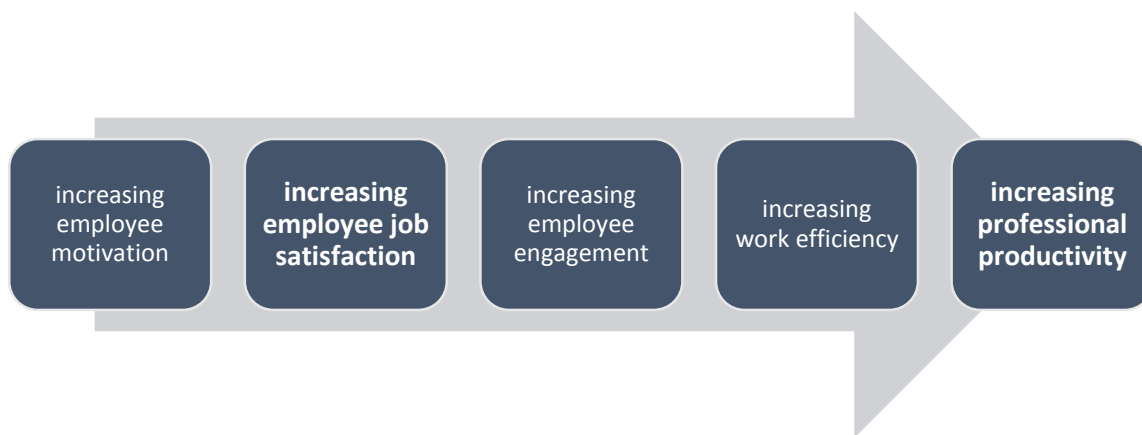 increasing
employee
motivation
increasing
employee job
satisfaction
increasing
employee
engagement
increasing
work efficiency
increasing
professional
productivity